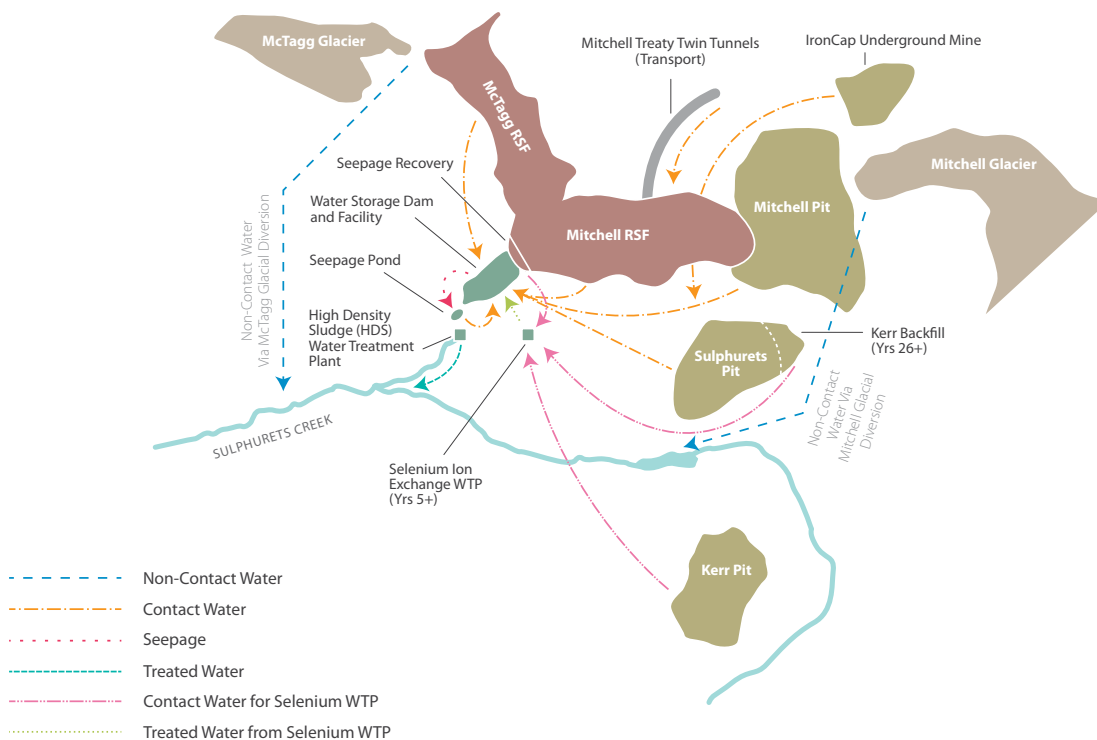 McTagg Glacier
Mitchell Treaty Twin Tunnels
(Transport)
IronCap Underground Mine
McTagg RSF
Seepage Recovery
Mitchell Glacier
Water Storage Dam
and Facility
Mitchell Pit
Mitchell RSF
Seepage Pond
Non-Contact Water
Via McTagg Glacial Diversion
High Density
Sludge (HDS)
Water Treatment
Plant
Kerr Backfill
(Yrs 26+)
Sulphurets
Pit
Non-Contact
Water Via
Mitchell Glacial
Diversion
SULPHURETS CREEK
Selenium Ion
Exchange WTP
(Yrs 5+)
Kerr Pit
Non-Contact Water
Contact Water
Seepage
Treated Water
Contact Water for Selenium WTP
Treated Water from Selenium WTP